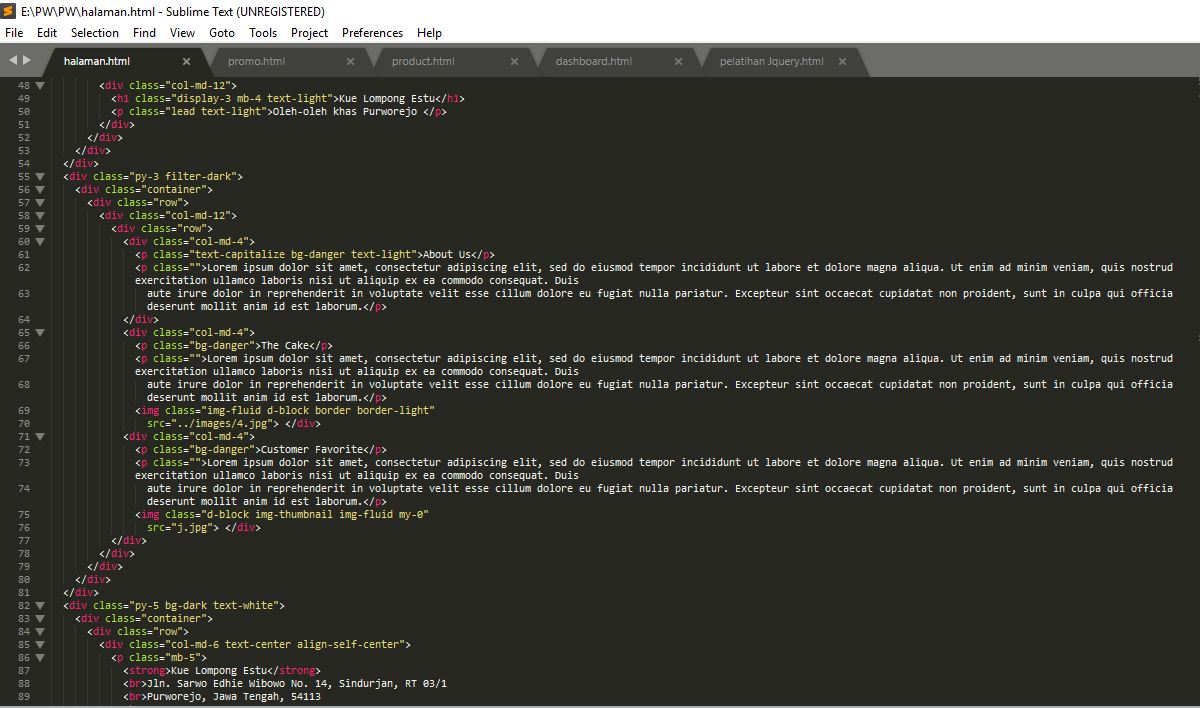 E:\PW\PW\halaman.html - Sublime Text (UNREGISTERED)
File Edit Selection Find View Goto Tools Project Preferences Help
halaman.html × promo.html × product.html × dashboard.html × pelatihan Jquery.html ×
48 <div class="col-md-12">
49 <h1 class="display-3 mb-4 text-light">Kue Lompong Estu</h1>
50 <p class="lead text-light">Oleh-oleh khas Purworejo </p>
51 </div>
52 </div>
53 </div>
54 </div>
55 <div class="py-3 filter-dark">
56 <div class="container">
57 <div class="row">
58 <div class="col-md-12">
59 <div class="row">
60 <div class="col-md-4">
61 <p class="text-capitalize bg-danger text-light">About Us</p>
62 <p class="">Lorem ipsum dolor sit amet, consectetur adipiscing elit, sed do eiusmod tempor incididunt ut labore et dolore magna aliqua. Ut enim ad minim veniam, quis nostrud
exercitation ullamco laboris nisi ut aliquip ex ea commodo consequat. Duis
63 aute irure dolor in reprehenderit in voluptate velit esse cillum dolore eu fugiat nulla pariatur. Excepteur sint occaecat cupidatat non proident, sunt in culpa qui officia
deserunt mollit anim id est laborum.</p>
64 </div>
65 <div class="col-md-4">
66 <p class="bg-danger">The Cake</p>
67 <p class="">Lorem ipsum dolor sit amet, consectetur adipiscing elit, sed do eiusmod tempor incididunt ut labore et dolore magna aliqua. Ut enim ad minim veniam, quis nostrud
exercitation ullamco laboris nisi ut aliquip ex ea commodo consequat. Duis
68 aute irure dolor in reprehenderit in voluptate velit esse cillum dolore eu fugiat nulla pariatur. Excepteur sint occaecat cupidatat non proident, sunt in culpa qui officia
deserunt mollit anim id est laborum.</p>
69 <img class="img-fluid d-block border border-light"
70 src="../images/4.jpg"> </div>
71 <div class="col-md-4">
72 <p class="bg-danger">Customer Favorite</p>
73 <p class="">Lorem ipsum dolor sit amet, consectetur adipiscing elit, sed do eiusmod tempor incididunt ut labore et dolore magna aliqua. Ut enim ad minim veniam, quis nostrud
exercitation ullamco laboris nisi ut aliquip ex ea commodo consequat. Duis
74 aute irure dolor in reprehenderit in voluptate velit esse cillum dolore eu fugiat nulla pariatur. Excepteur sint occaecat cupidatat non proident, sunt in culpa qui officia
deserunt mollit anim id est laborum.</p>
75 <img class="d-block img-thumbnail img-fluid my-0"
76 src="j.jpg"> </div>
77 </div>
78 </div>
79 </div>
80 </div>
81 </div>
82 <div class="py-5 bg-dark text-white">
83 <div class="container">
84 <div class="row">
85 <div class="col-md-6 text-center align-self-center">
86 <p class="mb-5">
87 <strong>Kue Lompong Estu</strong>
88 <br>Jln. Sarwo Edhie Wibowo No. 14, Sindurjan, RT 03/1
89 <br>Purworejo, Jawa Tengah, 54113